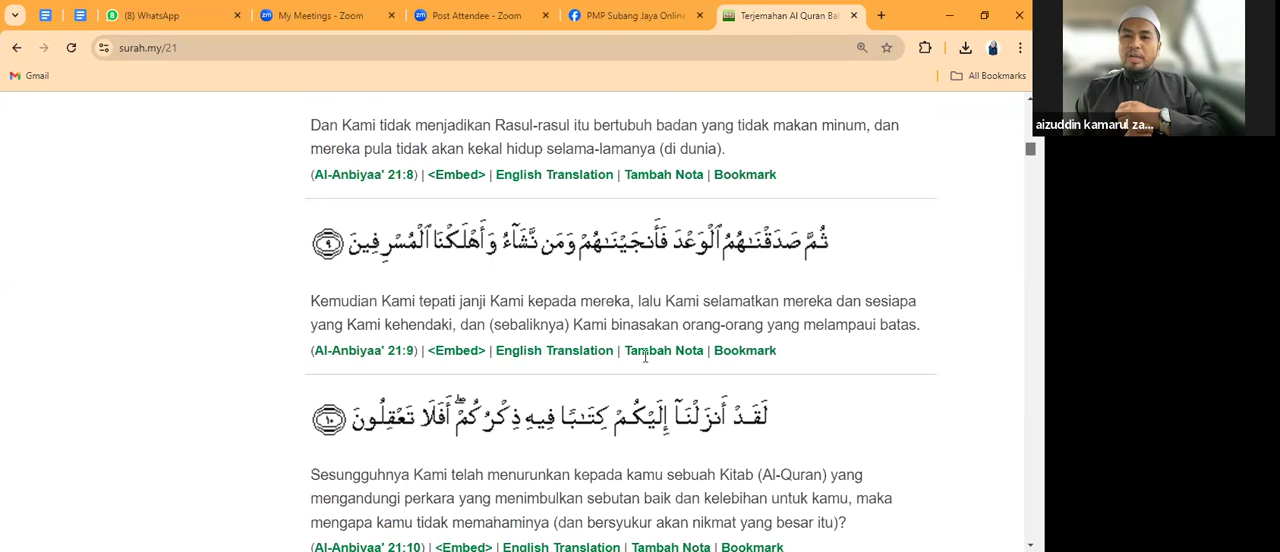 (8) WhatsApp
My Meetings - Zoom
Post Attendee - Zoom
PMP Subang Jaya Online
Terjemahan Al Quran Bah
surah.my/21
Gmail
All Bookmarks
aizuddin kamarul za...
Dan Kami tidak menjadikan Rasul-rasul itu bertubuh badan yang tidak makan minum, dan
mereka pula tidak akan kekal hidup selama-lamanya (di dunia).
(Al-Anbiyaa' 21:8) | <Embed> | English Translation | Tambah Nota | Bookmark
ثُمَّ صَدَقْنَـٰهُمُ ٱلْوَعْدَ فَأَنجَيْنَـٰهُمْ وَمَن نَّشَآءُ وَأَهْلَكْنَا ٱلْمُسْرِفِينَ ٩
Kemudian Kami tepati janji Kami kepada mereka, lalu Kami selamatkan mereka dan sesiapa
yang Kami kehendaki, dan (sebaliknya) Kami binasakan orang-orang yang melampaui batas.
(Al-Anbiyaa' 21:9) | <Embed> | English Translation | Tambah Nota | Bookmark
لَقَدْ أَنزَلْنَآ إِلَيْكُمْ كِتَـٰبًا فِيهِ ذِكْرُكُمْ ۖ أَفَلَا تَعْقِلُونَ ١٠
Sesungguhnya Kami telah menurunkan kepada kamu sebuah Kitab (Al-Quran) yang
mengandungi perkara yang menimbulkan sebutan baik dan kelebihan untuk kamu, maka
mengapa kamu tidak memahaminya (dan bersyukur akan nikmat yang besar itu)?
(Al-Anbiyaa' 21:10) | <Embed> | English Translation | Tambah Nota | Bookmark